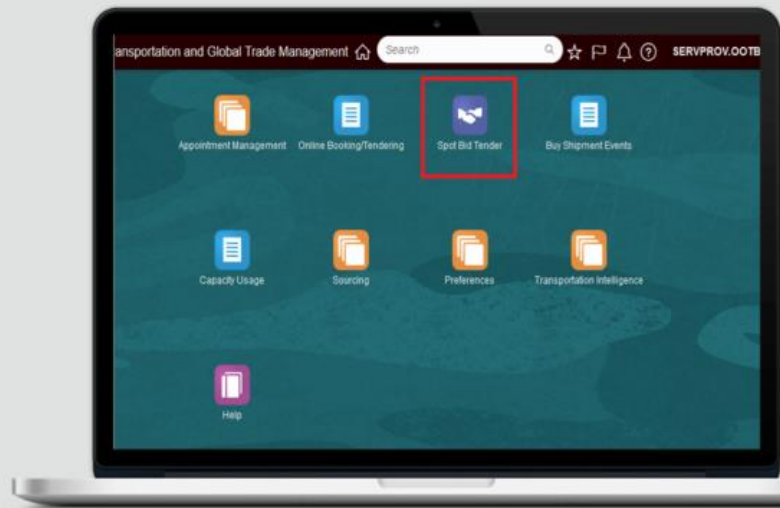 ansportation and Global Trade Management Search SERVPROV.OOTB
Appointment Management Online Booking/Tendering Spot Bid Tender Buy Shipment Events
Capacity Usage Sourcing Preferences Transportation Intelligence
Help